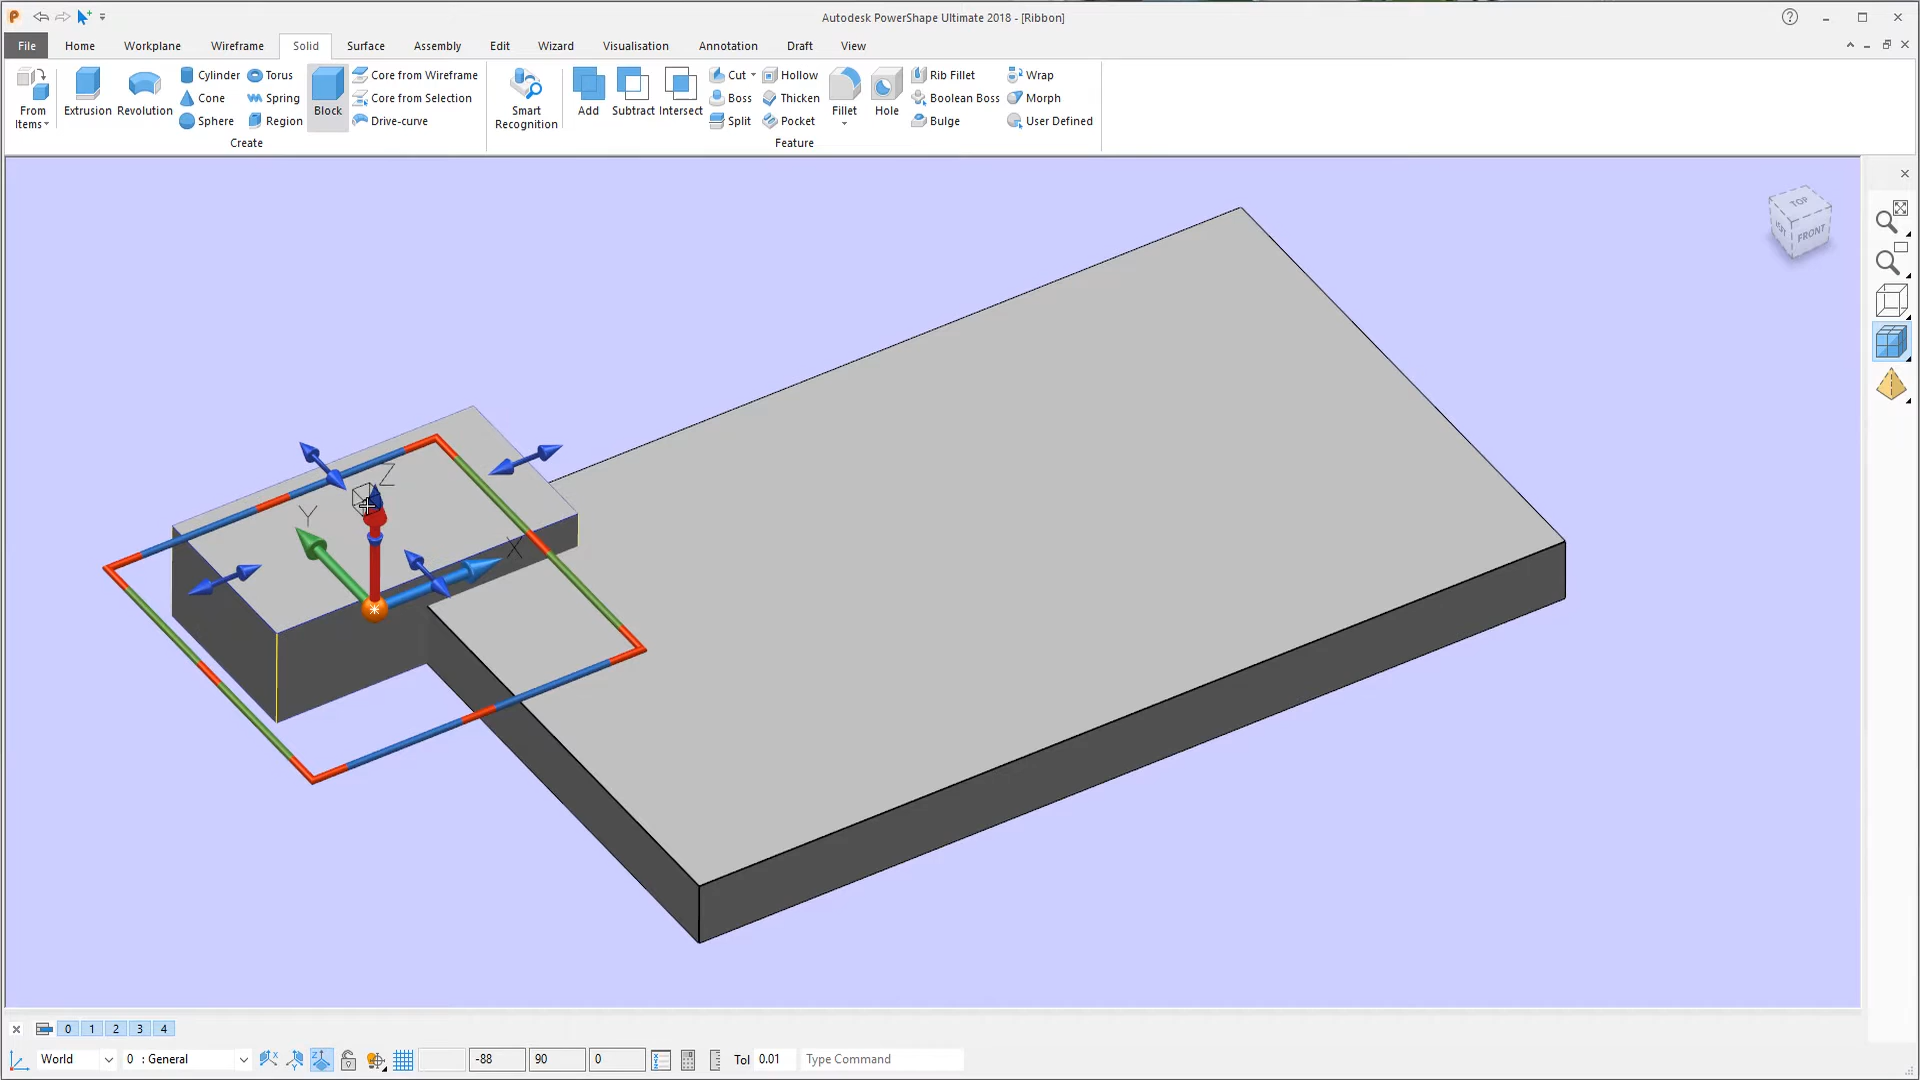 Autodesk PowerShape Ultimate 2018 - [Ribbon]
File Home Workplane Wireframe Solid Surface Assembly Edit Wizard Visualisation Annotation Draft View
From Items
Extrusion
Revolution
Cylinder
Cone
Sphere
Torus
Spring
Region
Block
Core from Wireframe
Core from Selection
Drive-curve
Create
Smart Recognition
Add
Subtract
Intersect
Cut
Boss
Split
Hollow
Thicken
Pocket
Fillet
Hole
Rib Fillet
Boolean Boss
Bulge
Wrap
Morph
User Defined
Feature
TOP
LEFT
FRONT
Z
Y
X
0 1 2 3 4
World 0 : General -88 90 0 Tol 0.01 Type Command